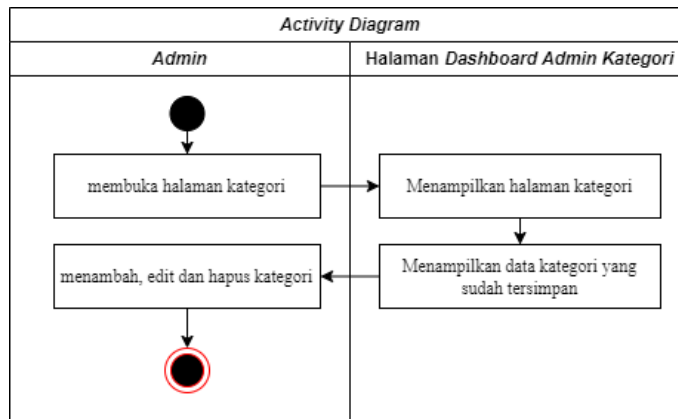 Activity Diagram
Admin
Halaman Dashboard Admin Kategori
membuka halaman kategori
Menampilkan halaman kategori
menambah, edit dan hapus kategori
Menampilkan data kategori yang
sudah tersimpan